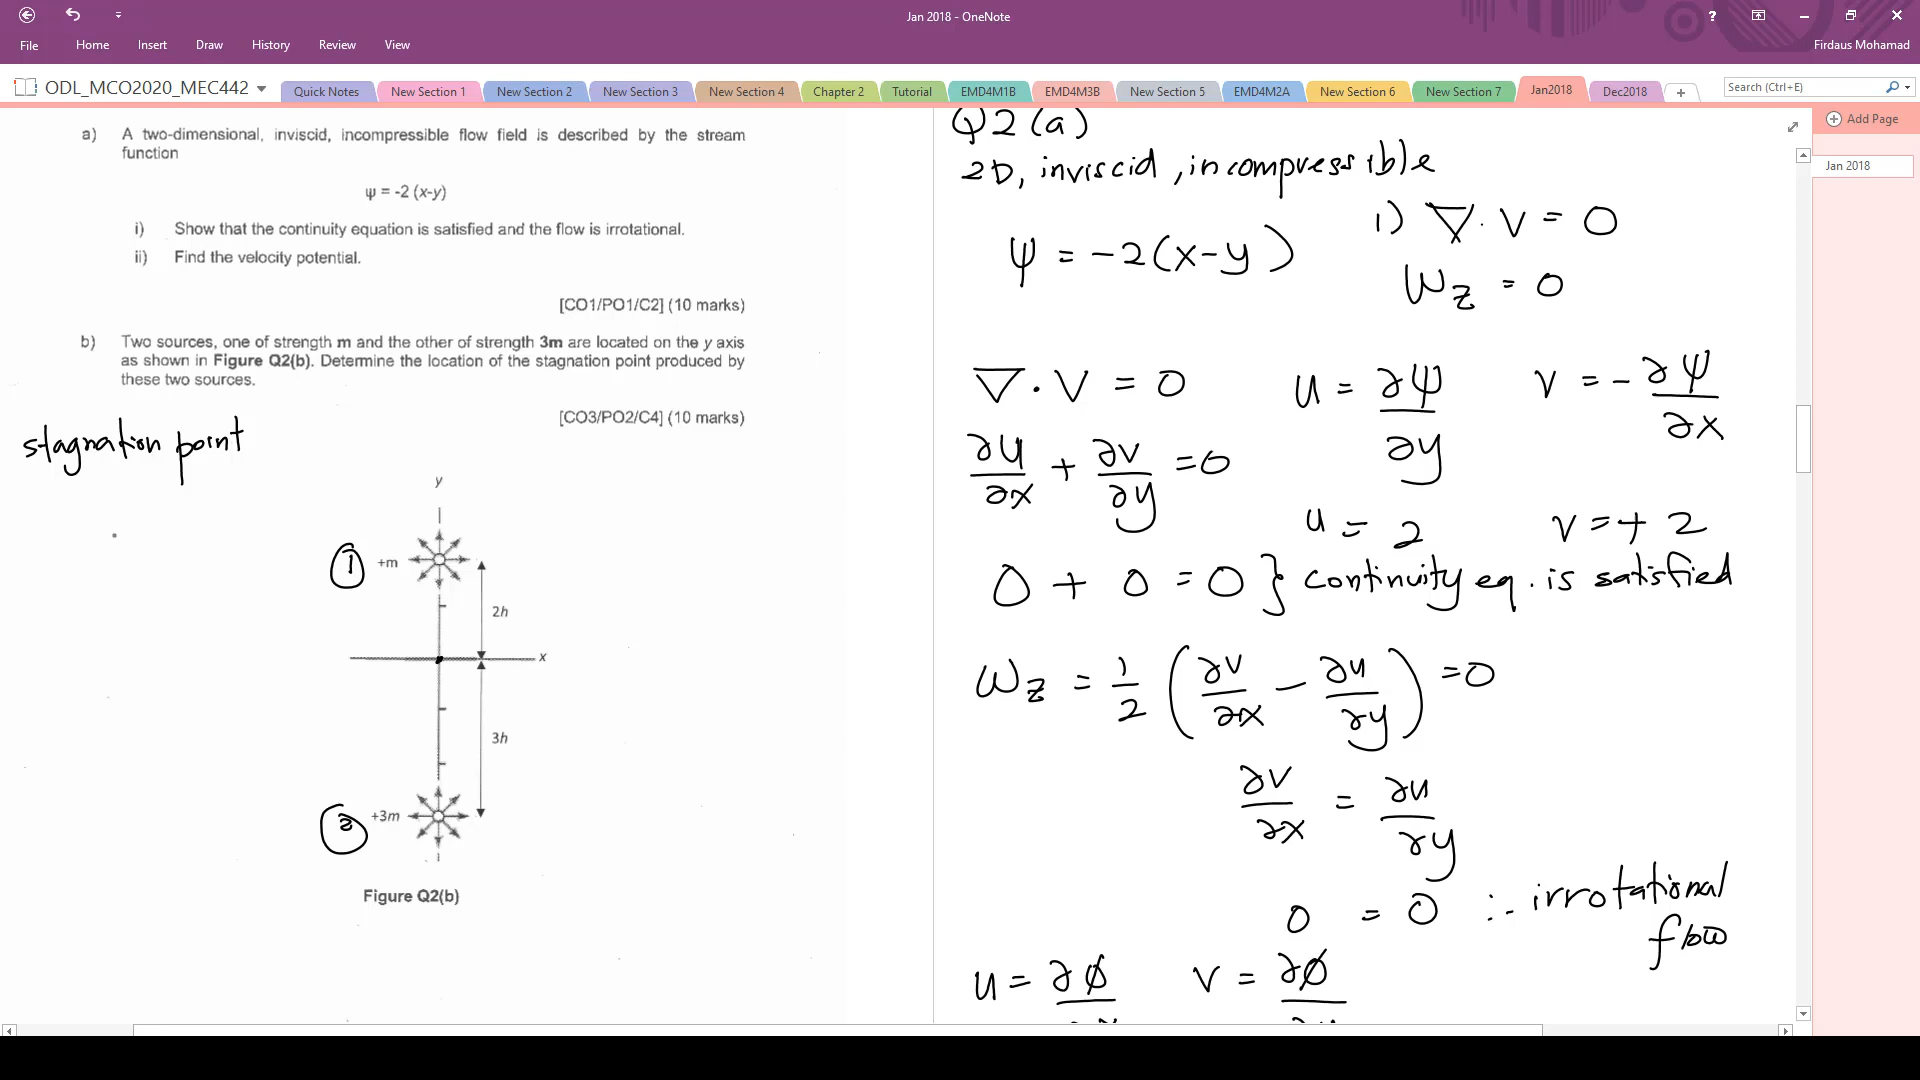 Jan 2018 - OneNote
?
File Home Insert Draw History Review View
Firdaus Mohamad
ODL_MCO2020_MEC442
Quick Notes New Section 1 New Section 2 New Section 3 New Section 4 Chapter 2 Tutorial EMD4M1B EMD4M3B New Section 5 EMD4M2A New Section 6 New Section 7 Jan2018 Dec2018 +
Search (Ctrl+E)
Add Page
Jan 2018
a) A two-dimensional, inviscid, incompressible flow field is described by the stream
function
ψ = -2 (x-y)
i) Show that the continuity equation is satisfied and the flow is irrotational.
ii) Find the velocity potential.
[CO1/PO1/C2] (10 marks)
b) Two sources, one of strength m and the other of strength 3m are located on the y axis
as shown in Figure Q2(b). Determine the location of the stagnation point produced by
these two sources.
[CO3/PO2/C4] (10 marks)
stagnation point
y
1 +m
2h
x
3h
2 +3m
Figure Q2(b)
Q2(a)
2D, inviscid, incompressible
i) ∇·V = 0
ψ = -2(x-y)
ωz = 0
∇·V = 0 u = ∂ψ/∂y v = -∂ψ/∂x
∂u/∂x + ∂v/∂y = 0
u = 2 v = +2
0 + 0 = 0 } continuity eq. is satisfied
ωz = 1/2 (∂v/∂x - ∂u/∂y) = 0
∂v/∂x = ∂u/∂y
0 = 0 ∴ irrotational
flow
u = ∂ø v = ∂ø